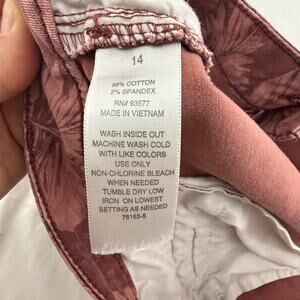 14
98% COTTON
2% SPANDEX
RN# 93677
MADE IN VIETNAM
WASH INSIDE OUT
MACHINE WASH COLD
WITH LIKE COLORS
USE ONLY
NON-CHLORINE BLEACH
WHEN NEEDED
TUMBLE DRY LOW
IRON ON LOWEST
SETTING AS NEEDED
76163-5